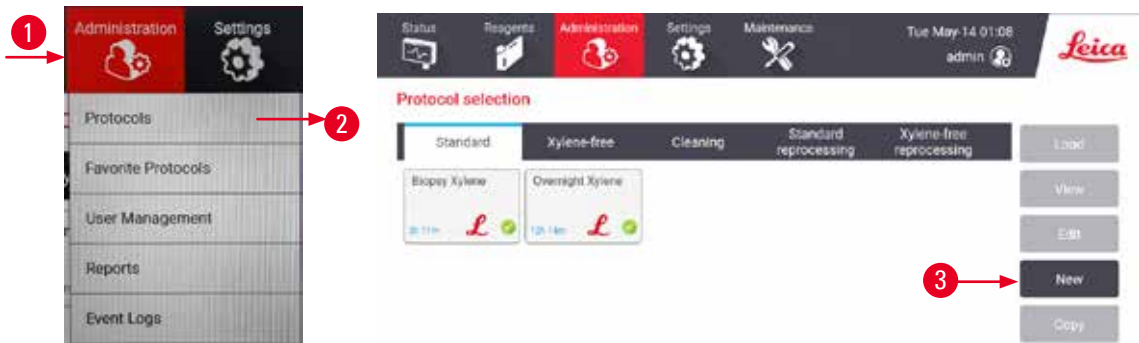 1
Administration
Settings
Protocols
2
Favorite Protocols
User Management
Reports
Event Logs
Status
Reagents
Administration
Settings
Maintenance
Tue May-14 01:08
admin
Leica
Protocol selection
Standard
Xylene-free
Cleaning
Standard
reprocessing
Xylene-free
reprocessing
Load
Biopsy Xylene
L
Overnight Xylene
12h 14m
L
View
Edit
3
New
Copy